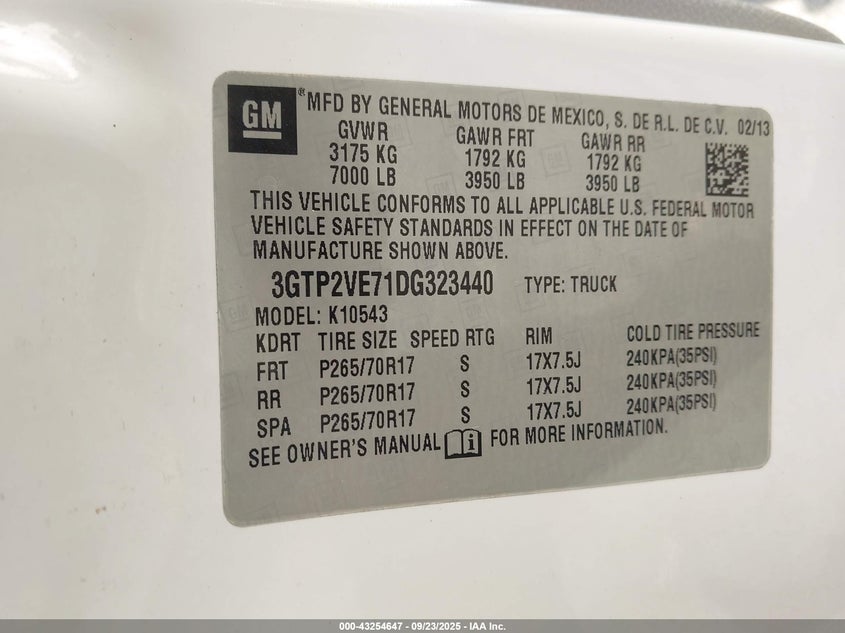 GM ® MFD BY GENERAL MOTORS DE MEXICO, S. DE R.L. DE C.V. 02/13
GVWR GAWR FRT GAWR RR
3175 KG 1792 KG 1792 KG
7000 LB 3950 LB 3950 LB
THIS VEHICLE CONFORMS TO ALL APPLICABLE U.S. FEDERAL MOTOR
VEHICLE SAFETY STANDARDS IN EFFECT ON THE DATE OF
MANUFACTURE SHOWN ABOVE.
3GTP2VE71DG323440 TYPE: TRUCK
MODEL: K10543
KDRT TIRE SIZE SPEED RTG RIM COLD TIRE PRESSURE
FRT P265/70R17 S 17X7.5J 240KPA(35PSI)
RR P265/70R17 S 17X7.5J 240KPA(35PSI)
SPA P265/70R17 S 17X7.5J 240KPA(35PSI)
SEE OWNER'S MANUAL i FOR MORE INFORMATION.
000-43254647 - 09/23/2025 - IAA Inc.